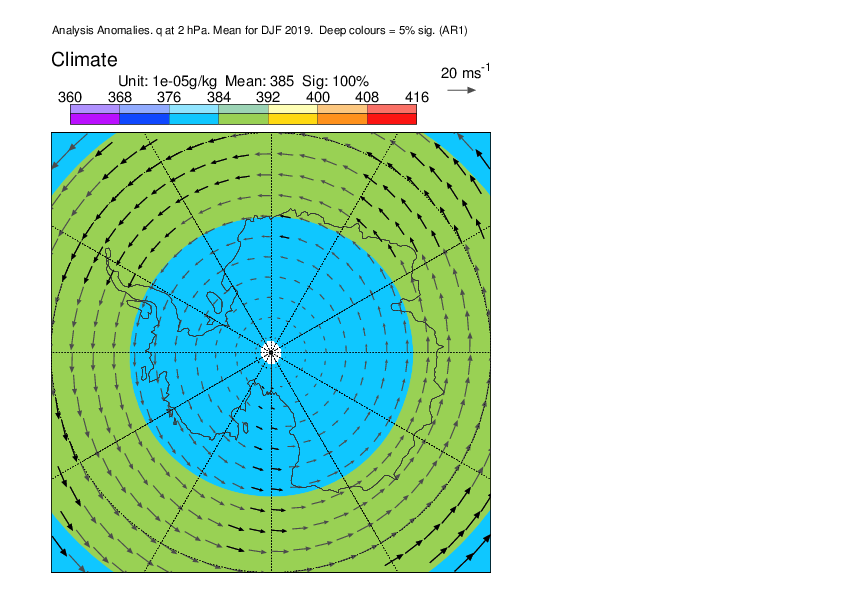 Analysis Anomalies. q at 2 hPa. Mean for DJF 2019.  Deep colours = 5% sig. (AR1)
Climate
20 ms-1
Unit: 1e-05g/kg  Mean: 385  Sig: 100%
360 368 376 384 392 400 408 416